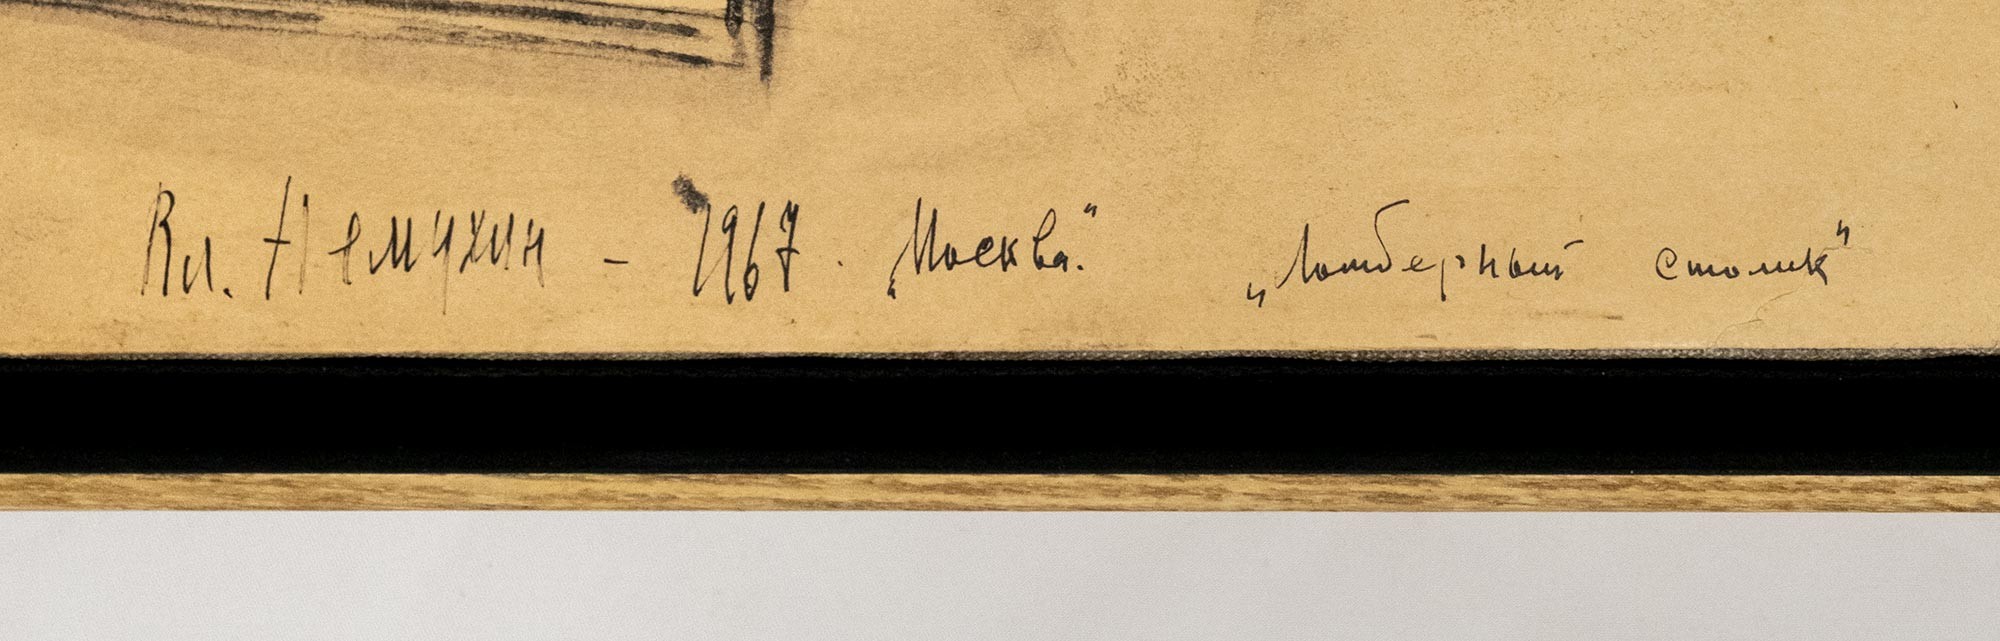 Вл. Немухин – 1967. „Москва.“ „Ломберный столик“